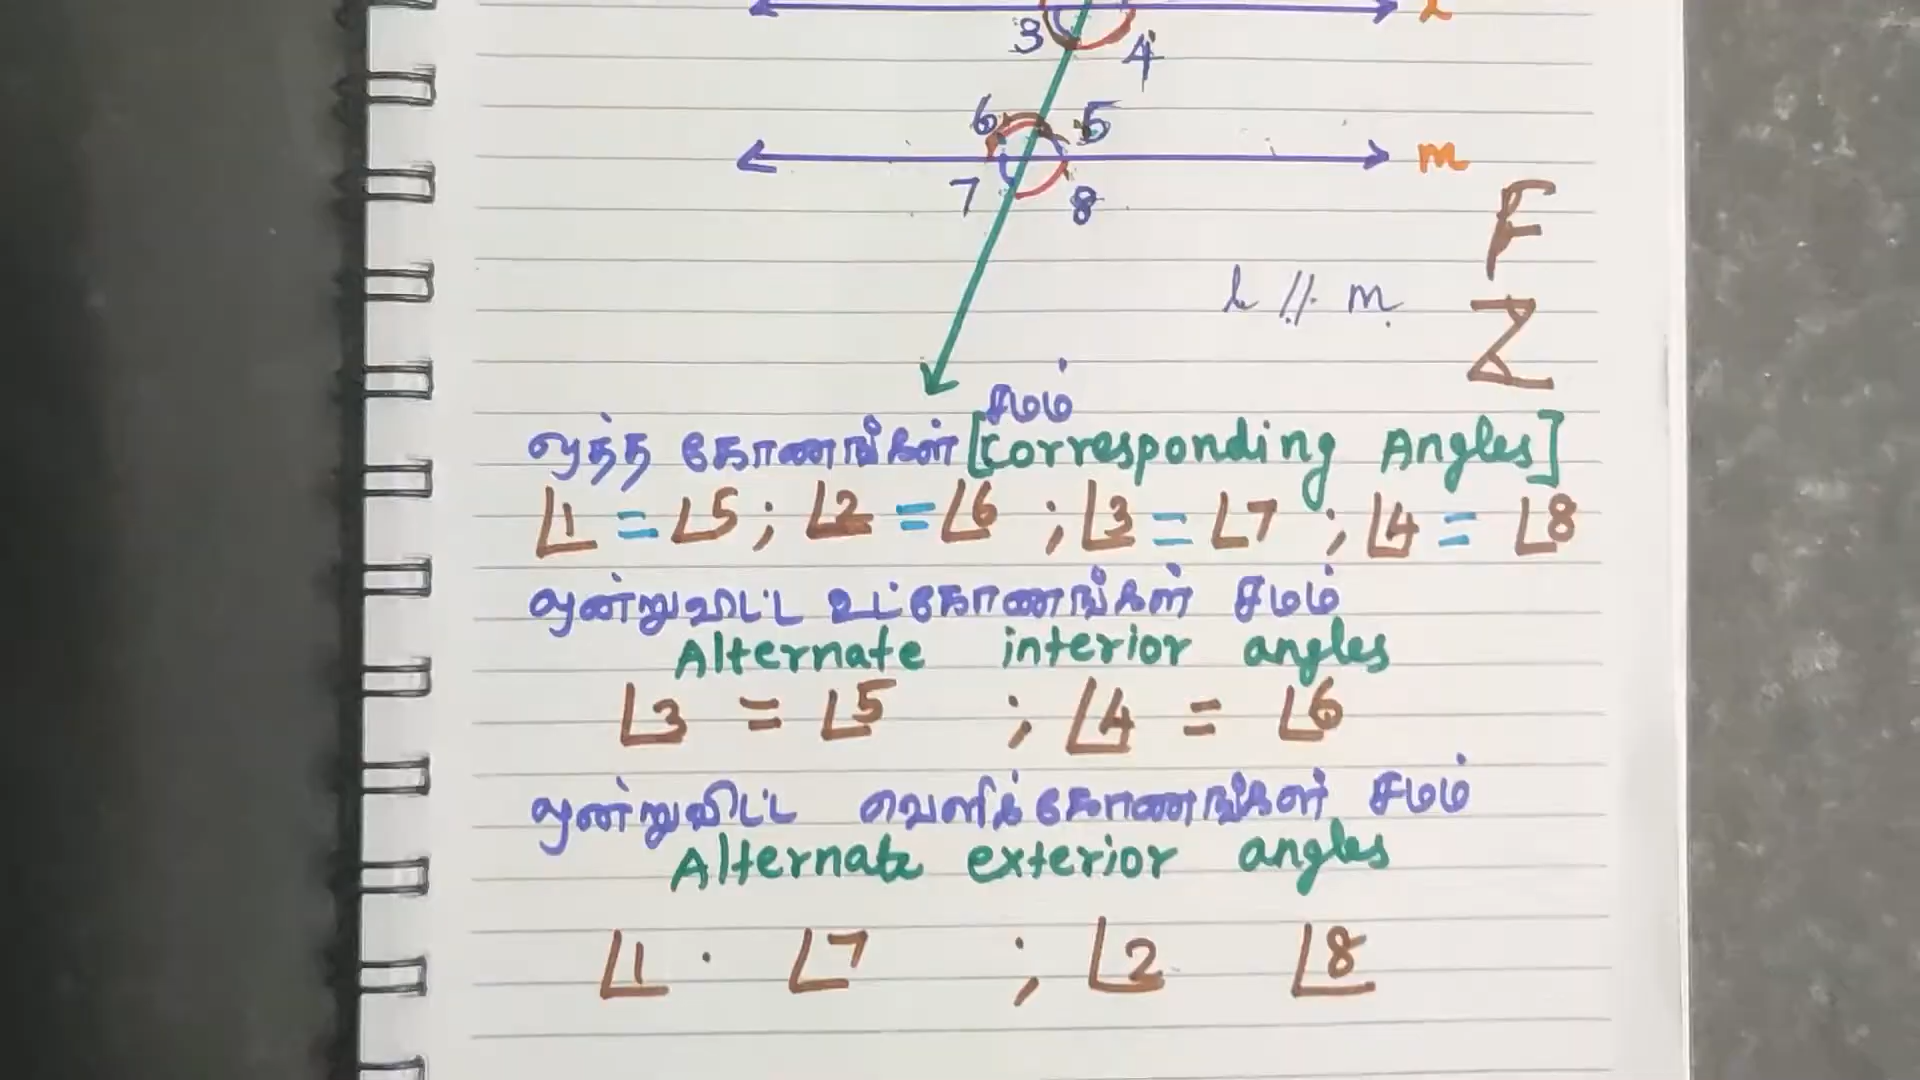 l
3 4
6 5
m
7 8
F
l // m
Z
சமம்
ஒத்த கோணங்கள் [Corresponding Angles]
∠1 = ∠5 ; ∠2 = ∠6 ; ∠3 = ∠7 ; ∠4 = ∠8
ஒன்றுவிட்ட உட்கோணங்கள் சமம்
Alternate interior angles
∠3 = ∠5 ; ∠4 = ∠6
ஒன்றுவிட்ட வெளிக்கோணங்கள் சமம்
Alternate exterior angles
∠1 . ∠7 ; ∠2 ∠8